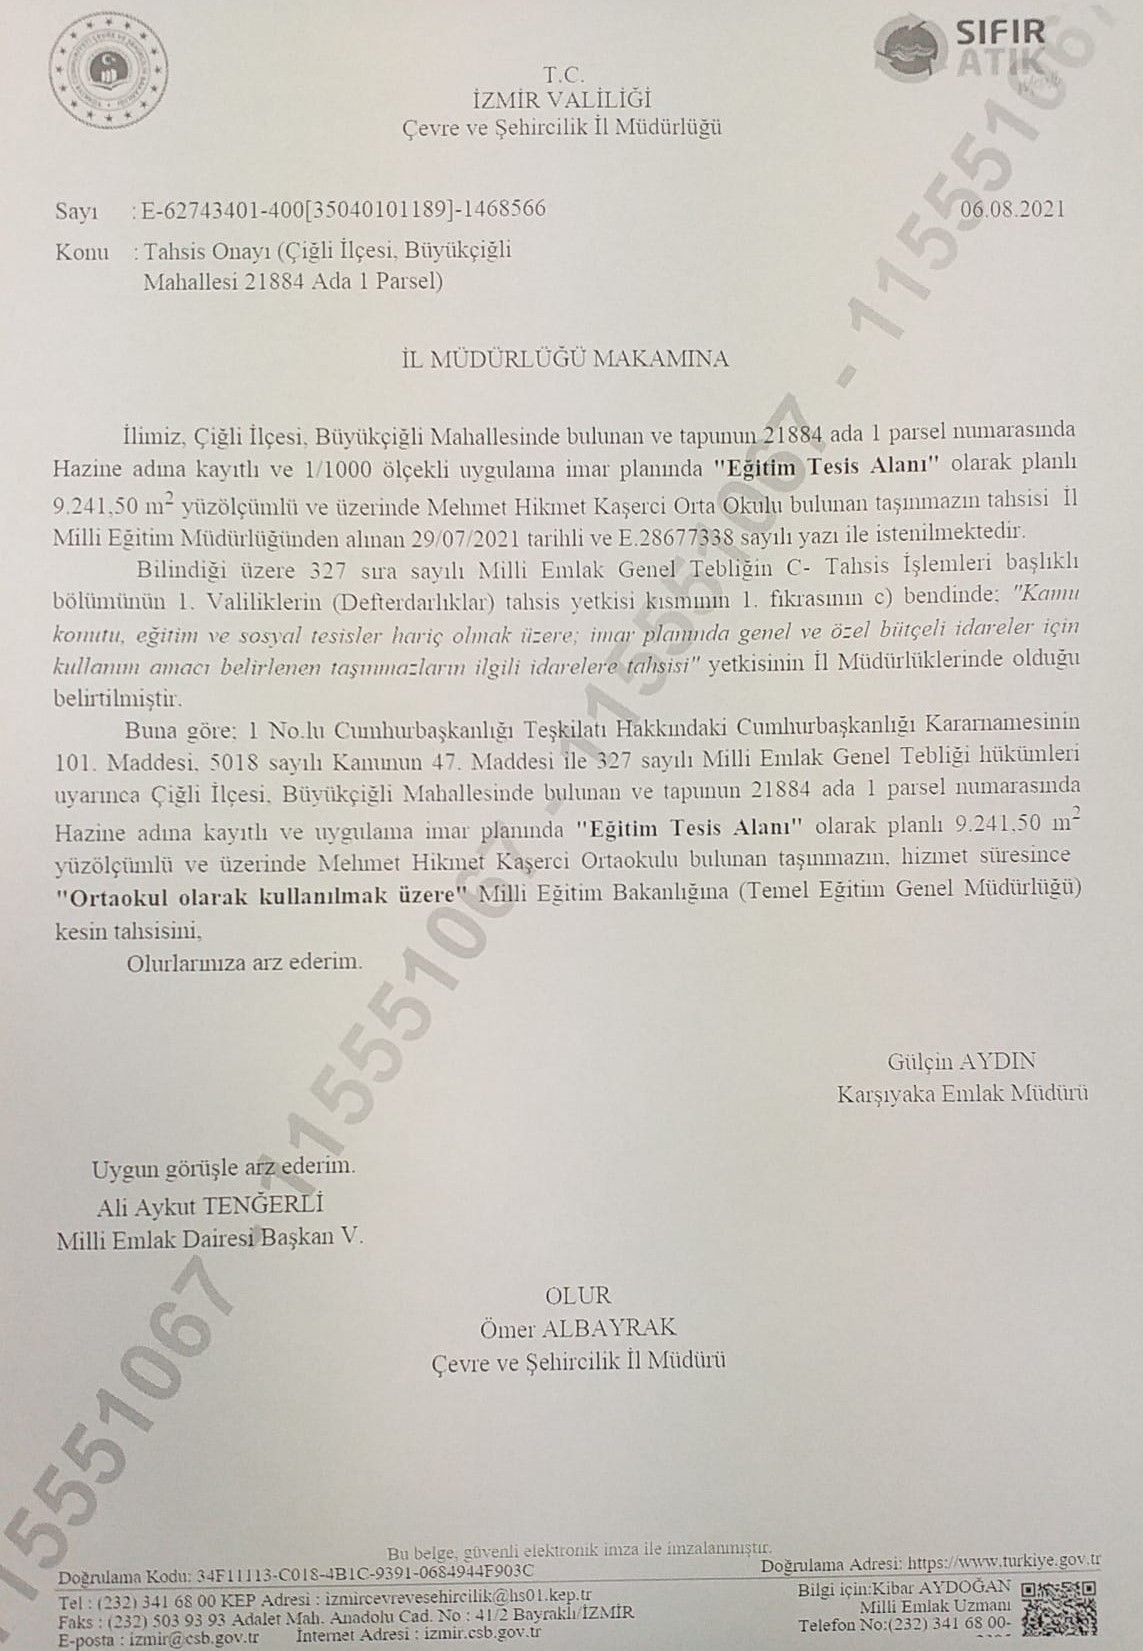 SIFIR
ATIK
T.C.
İZMİR VALİLİĞİ
Çevre ve Şehircilik İl Müdürlüğü
Sayı : E-62743401-400[35040101189]-1468566 06.08.2021
Konu : Tahsis Onayı (Çiğli İlçesi, Büyükçiğli
Mahallesi 21884 Ada 1 Parsel)
İL MÜDÜRLÜĞÜ MAKAMINA
İlimiz, Çiğli İlçesi, Büyükçiğli Mahallesinde bulunan ve tapunun 21884 ada 1 parsel numarasında
Hazine adına kayıtlı ve 1/1000 ölçekli uygulama imar planında "Eğitim Tesis Alanı" olarak planlı
9.241,50 m² yüzölçümlü ve üzerinde Mehmet Hikmet Kaşerci Orta Okulu bulunan taşınmazın tahsisi İl
Milli Eğitim Müdürlüğünden alınan 29/07/2021 tarihli ve E.28677338 sayılı yazı ile istenilmektedir.
Bilindiği üzere 327 sıra sayılı Milli Emlak Genel Tebliğin C- Tahsis İşlemleri başlıklı
bölümünün 1. Valiliklerin (Defterdarlıklar) tahsis yetkisi kısmının 1. fıkrasının c) bendinde; "Kamu
konutu, eğitim ve sosyal tesisler hariç olmak üzere; imar planında genel ve özel bütçeli idareler için
kullanım amacı belirlenen taşınmazların ilgili idarelere tahsisi" yetkisinin İl Müdürlüklerinde olduğu
belirtilmiştir.
Buna göre; 1 No.lu Cumhurbaşkanlığı Teşkilatı Hakkındaki Cumhurbaşkanlığı Kararnamesinin
101. Maddesi, 5018 sayılı Kanunun 47. Maddesi ile 327 sayılı Milli Emlak Genel Tebliği hükümleri
uyarınca Çiğli İlçesi, Büyükçiğli Mahallesinde bulunan ve tapunun 21884 ada 1 parsel numarasında
Hazine adına kayıtlı ve uygulama imar planında "Eğitim Tesis Alanı" olarak planlı 9.241,50 m²
yüzölçümlü ve üzerinde Mehmet Hikmet Kaşerci Ortaokulu bulunan taşınmazın, hizmet süresince
"Ortaokul olarak kullanılmak üzere" Milli Eğitim Bakanlığına (Temel Eğitim Genel Müdürlüğü)
kesin tahsisini,
Olurlarınıza arz ederim.
Gülçin AYDIN
Karşıyaka Emlak Müdürü
Uygun görüşle arz ederim.
Ali Aykut TENĞERLİ
Milli Emlak Dairesi Başkan V.
OLUR
Ömer ALBAYRAK
Çevre ve Şehircilik İl Müdürü
115551067 - 115551067 - 115551067 - 115551067
Bu belge, güvenli elektronik imza ile imzalanmıştır.
Doğrulama Kodu: 34F11113-C018-4B1C-9391-0684944F903C Doğrulama Adresi: https://www.turkiye.gov.tr
Tel : (232) 341 68 00 KEP Adresi : izmircevrevesehircilik@hs01.kep.tr Bilgi için:Kibar AYDOĞAN
Faks : (232) 503 93 93 Adalet Mah. Anadolu Cad. No : 41/2 Bayraklı/İZMİR Milli Emlak Uzmanı
E-posta : izmir@csb.gov.tr İnternet Adresi : izmir.csb.gov.tr Telefon No:(232) 341 68 00-